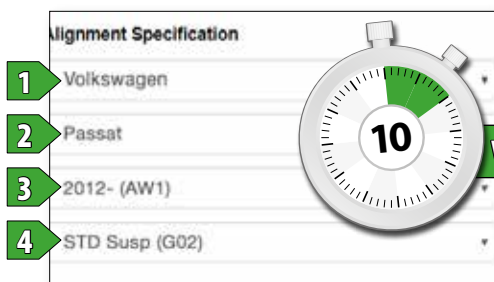 Alignment Specification
1 Volkswagen
2 Passat
10
3 2012- (AW1)
4 STD Susp (G02)